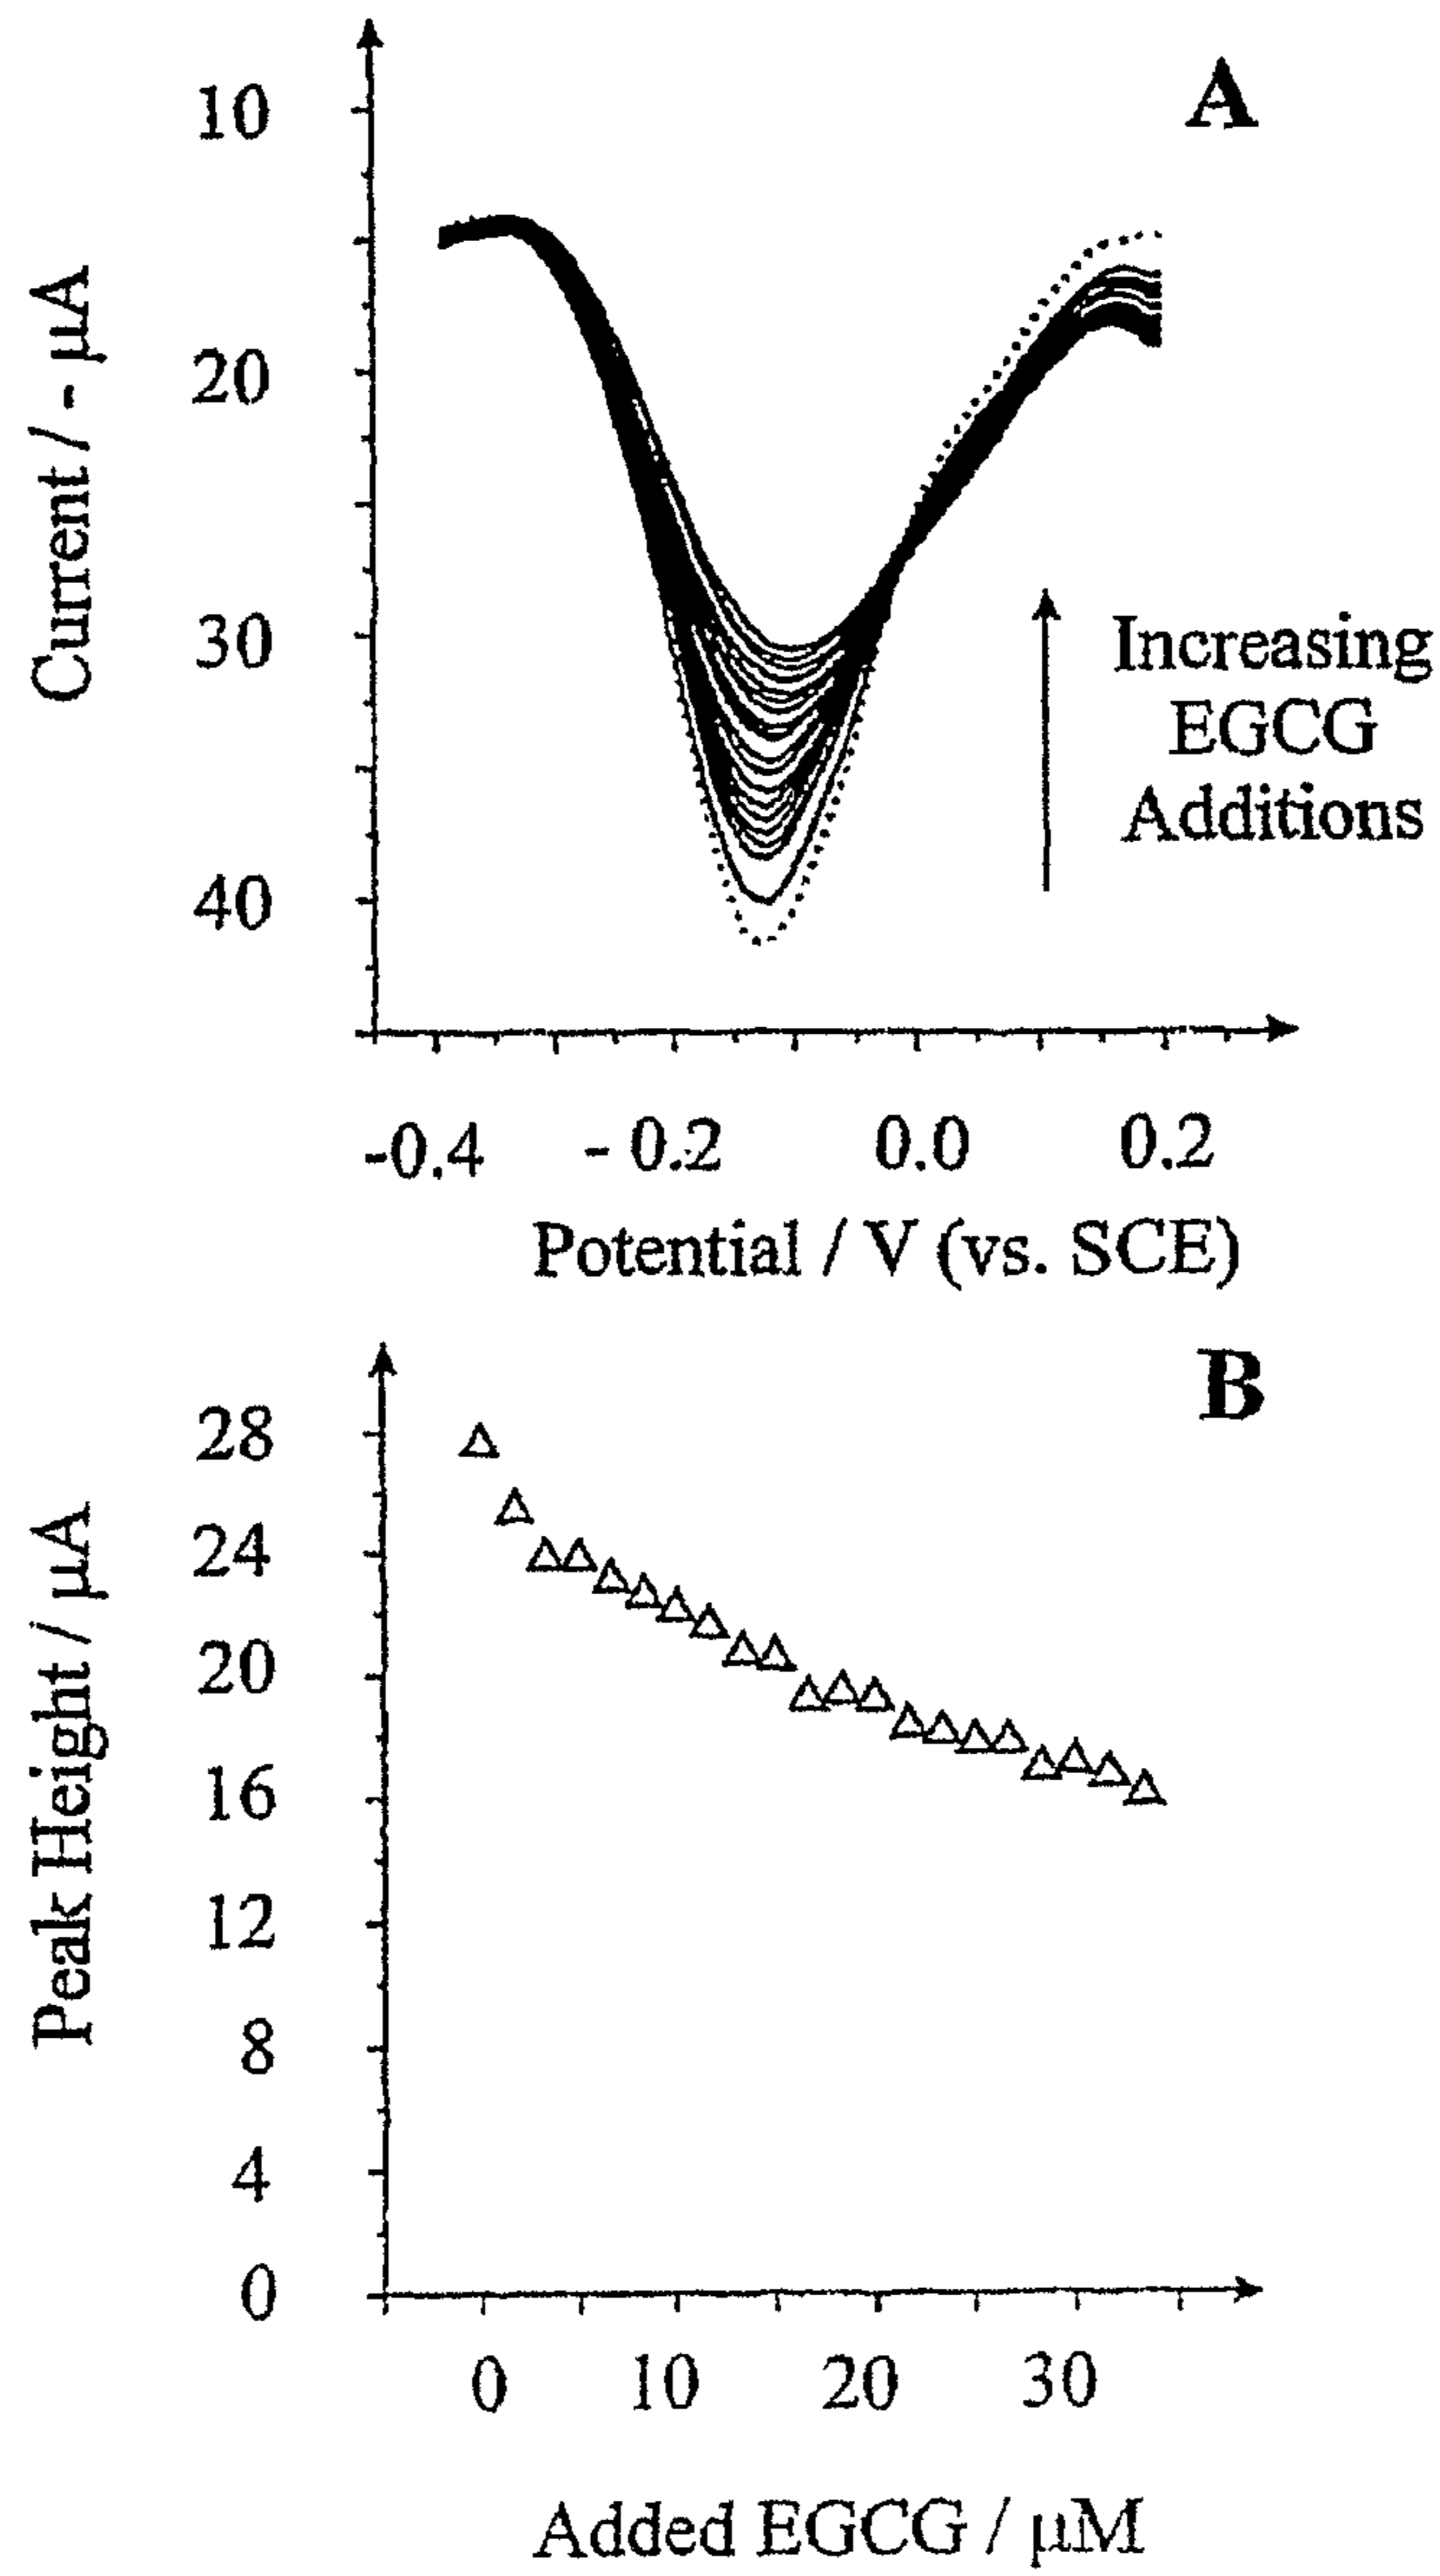 A
10
20
30
40
Current / - μA
Increasing
EGCG
Additions
-0.4 - 0.2 0.0 0.2
Potential / V (vs. SCE)
B
28
24
20
16
12
8
4
0
Peak Height / μA
0 10 20 30
Added EGCG / μM